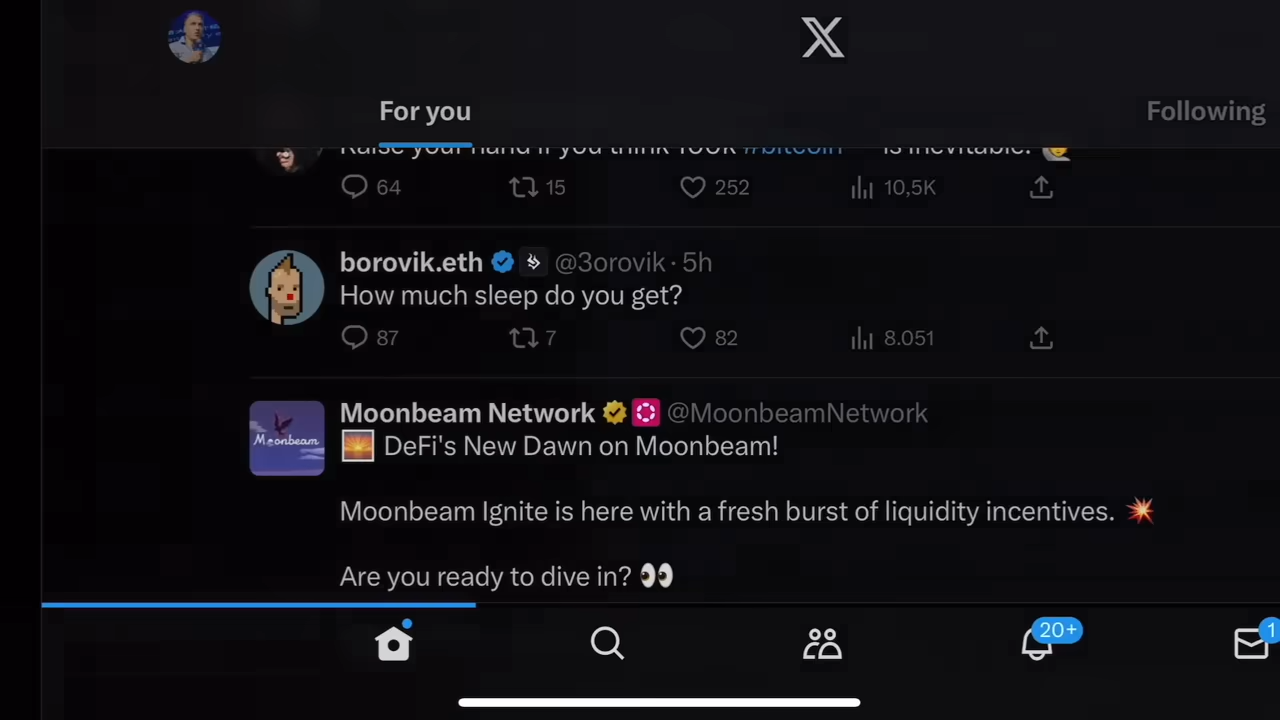 X
For you
Following
Raise your hand if you think 100k #bitcoin is inevitable.
64 15 252 10,5K
borovik.eth @3orovik · 5h
How much sleep do you get?
87 7 82 8.051
Moonbeam
Moonbeam Network @MoonbeamNetwork
DeFi's New Dawn on Moonbeam!
Moonbeam Ignite is here with a fresh burst of liquidity incentives.
Are you ready to dive in?
20+
1